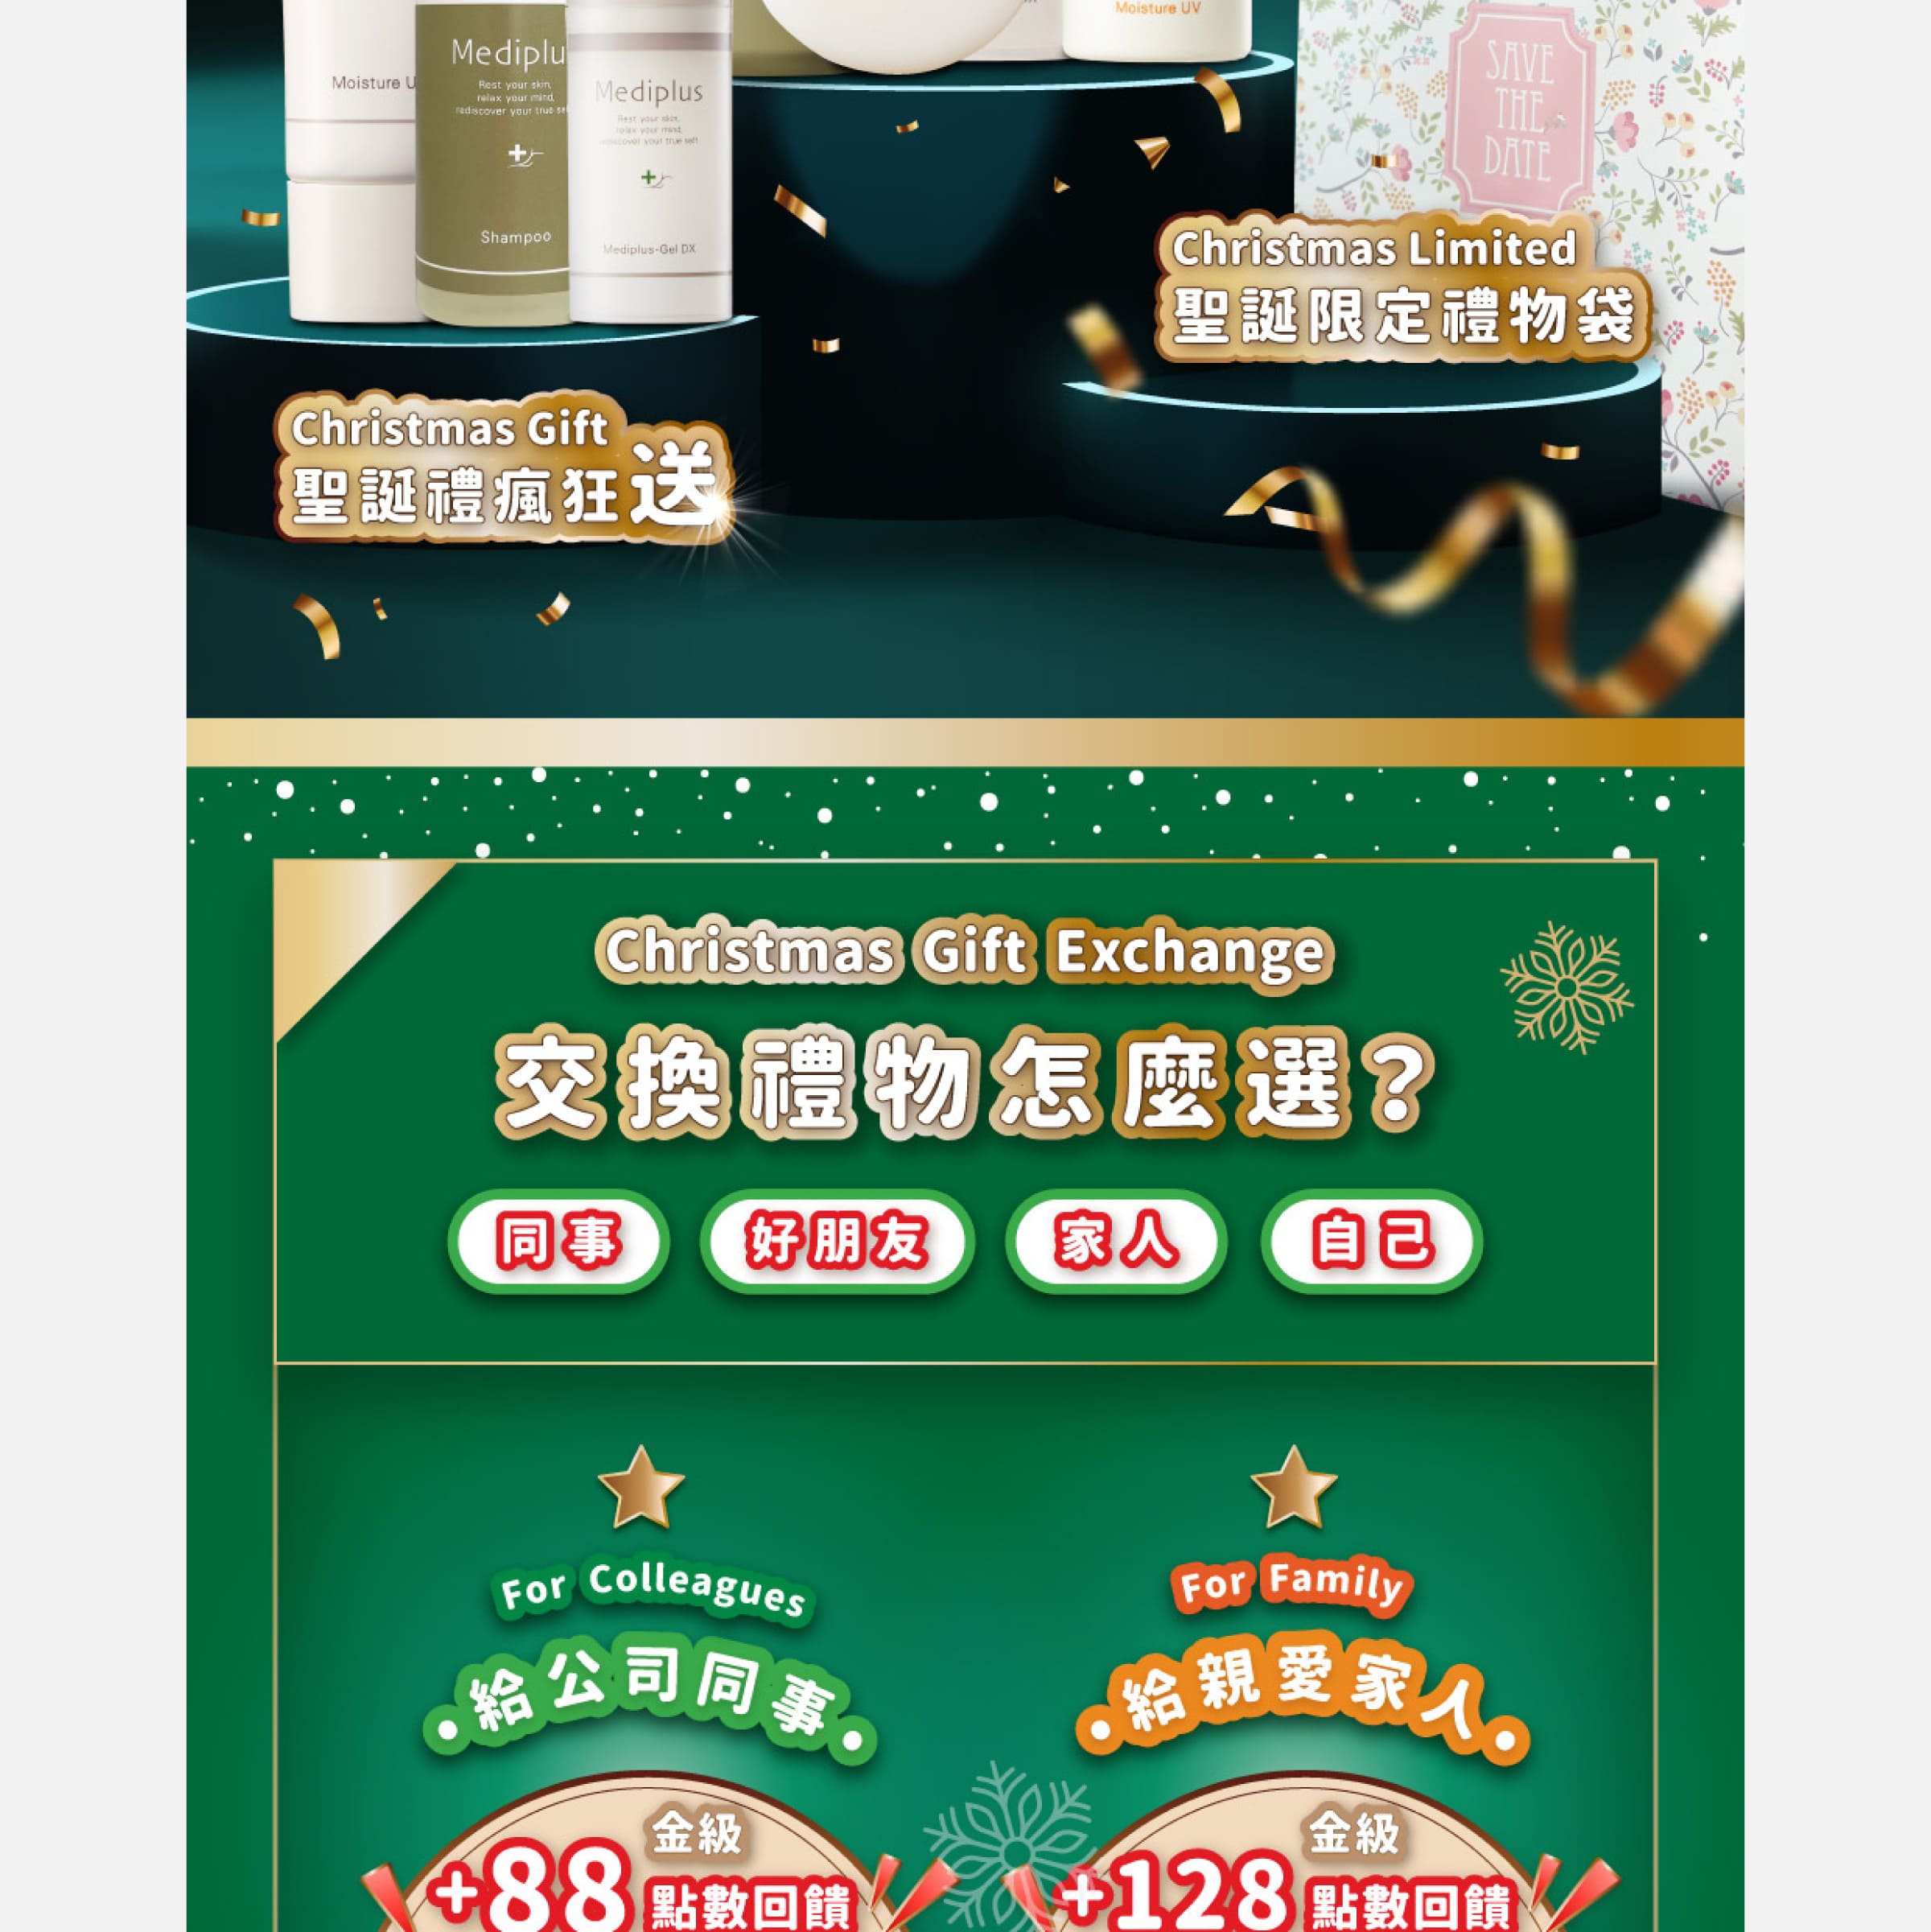 Moisture UV
Moisture U
Mediplu
Rest your skin,
relax your mind,
rediscover your true se
Shampoo
Mediplus
Rest your skin,
relax your mind,
rediscover your true self
Mediplus-Gel DX
SAVE
THE
DATE
Christmas Limited
聖誕限定禮物袋
Christmas Gift
聖誕禮瘋狂送
Christmas Gift Exchange
交換禮物怎麼選？
同事 好朋友 家人 自己
For Colleagues
給公司同事
金級
+88 點數回饋
For Family
給親愛家人
金級
+128 點數回饋